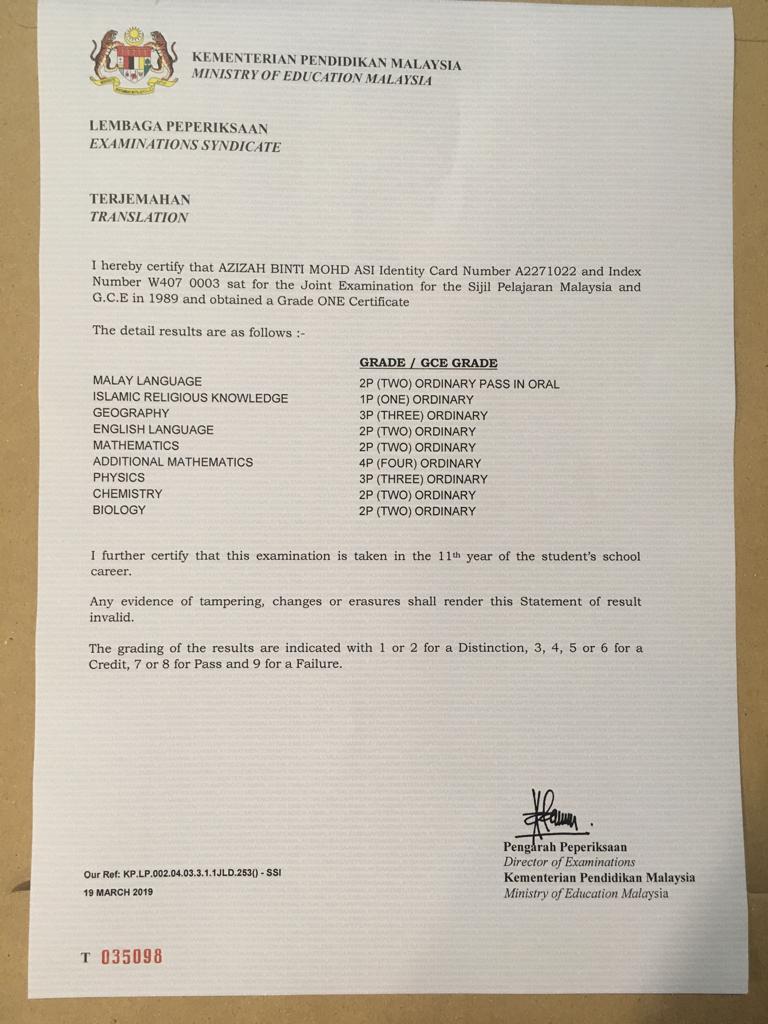 KEMENTERIAN PENDIDIKAN MALAYSIA
MINISTRY OF EDUCATION MALAYSIA
LEMBAGA PEPERIKSAAN
EXAMINATIONS SYNDICATE
TERJEMAHAN
TRANSLATION
I hereby certify that AZIZAH BINTI MOHD ASI Identity Card Number A2271022 and Index
Number W407 0003 sat for the Joint Examination for the Sijil Pelajaran Malaysia and
G.C.E in 1989 and obtained a Grade ONE Certificate
The detail results are as follows :-
GRADE / GCE GRADE
MALAY LANGUAGE 2P (TWO) ORDINARY PASS IN ORAL
ISLAMIC RELIGIOUS KNOWLEDGE 1P (ONE) ORDINARY
GEOGRAPHY 3P (THREE) ORDINARY
ENGLISH LANGUAGE 2P (TWO) ORDINARY
MATHEMATICS 2P (TWO) ORDINARY
ADDITIONAL MATHEMATICS 4P (FOUR) ORDINARY
PHYSICS 3P (THREE) ORDINARY
CHEMISTRY 2P (TWO) ORDINARY
BIOLOGY 2P (TWO) ORDINARY
I further certify that this examination is taken in the 11th year of the student's school
career.
Any evidence of tampering, changes or erasures shall render this Statement of result
invalid.
The grading of the results are indicated with 1 or 2 for a Distinction, 3, 4, 5 or 6 for a
Credit, 7 or 8 for Pass and 9 for a Failure.
Pengarah Peperiksaan
Director of Examinations
Kementerian Pendidikan Malaysia
Ministry of Education Malaysia
Our Ref: KP.LP.002.04.03.3.1.1JLD.253() - SSI
19 MARCH 2019
T 035098